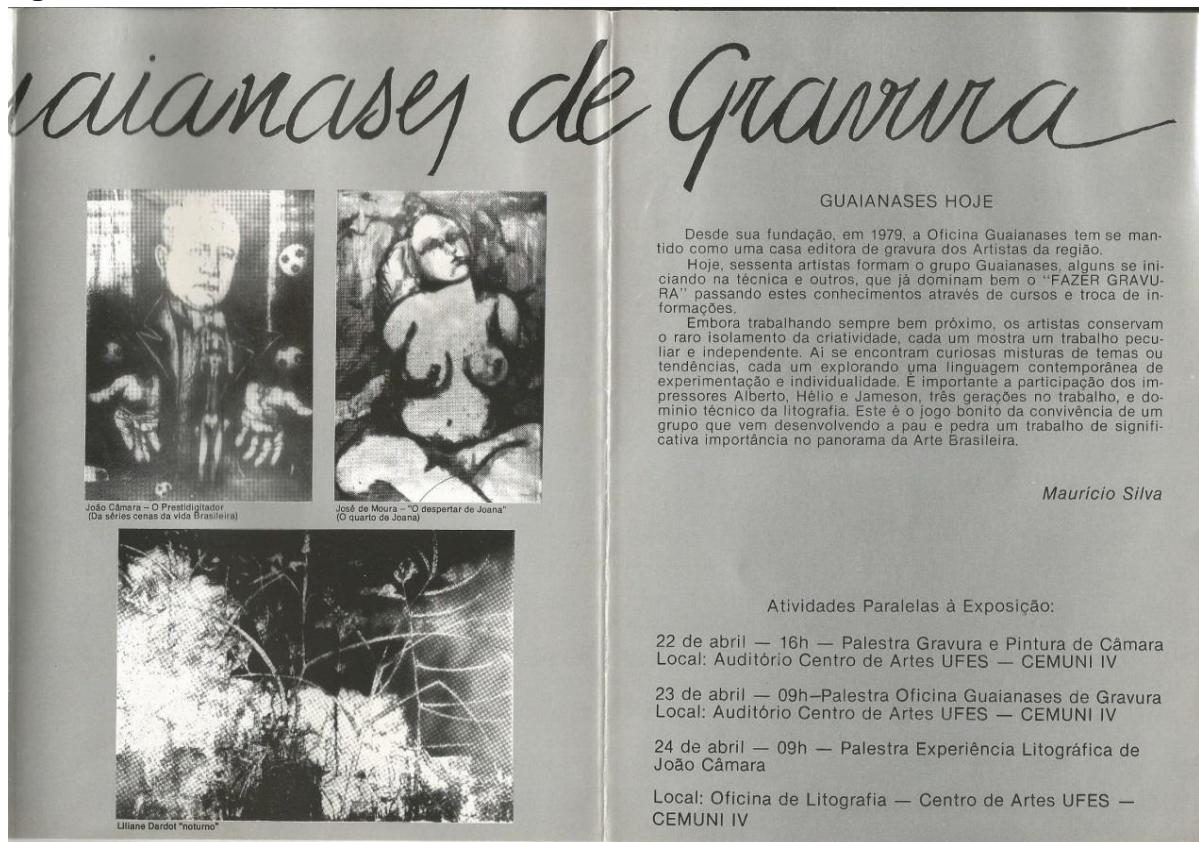 uaianases de Gravura
João Câmara – O Prestidigitador
(Da séries cenas da vida Brasileira)
José de Moura – "O despertar de Joana"
(O quarto de Joana)
Liliane Dardot "noturno"
GUAIANASES HOJE
Desde sua fundação, em 1979, a Oficina Guaianases tem se man-
tido como uma casa editora de gravura dos Artistas da região.
Hoje, sessenta artistas formam o grupo Guaianases, alguns se ini-
ciando na técnica e outros, que já dominam bem o "FAZER GRAVU-
RA" passando estes conhecimentos através de cursos e troca de in-
formações.
Embora trabalhando sempre bem próximo, os artistas conservam
o raro isolamento da criatividade, cada um mostra um trabalho pecu-
liar e independente. Ai se encontram curiosas misturas de temas ou
tendências, cada um explorando uma linguagem contemporânea de
experimentação e individualidade. É importante a participação dos im-
pressores Alberto, Hélio e Jameson, três gerações no trabalho, e do-
minio técnico da litografia. Este é o jogo bonito da convivência de um
grupo que vem desenvolvendo a pau e pedra um trabalho de signifi-
cativa importância no panorama da Arte Brasileira.
Maurício Silva
Atividades Paralelas à Exposição:
22 de abril — 16h — Palestra Gravura e Pintura de Câmara
Local: Auditório Centro de Artes UFES — CEMUNI IV
23 de abril — 09h—Palestra Oficina Guaianases de Gravura
Local: Auditório Centro de Artes UFES — CEMUNI IV
24 de abril — 09h — Palestra Experiência Litográfica de
João Câmara
Local: Oficina de Litografia — Centro de Artes UFES —
CEMUNI IV